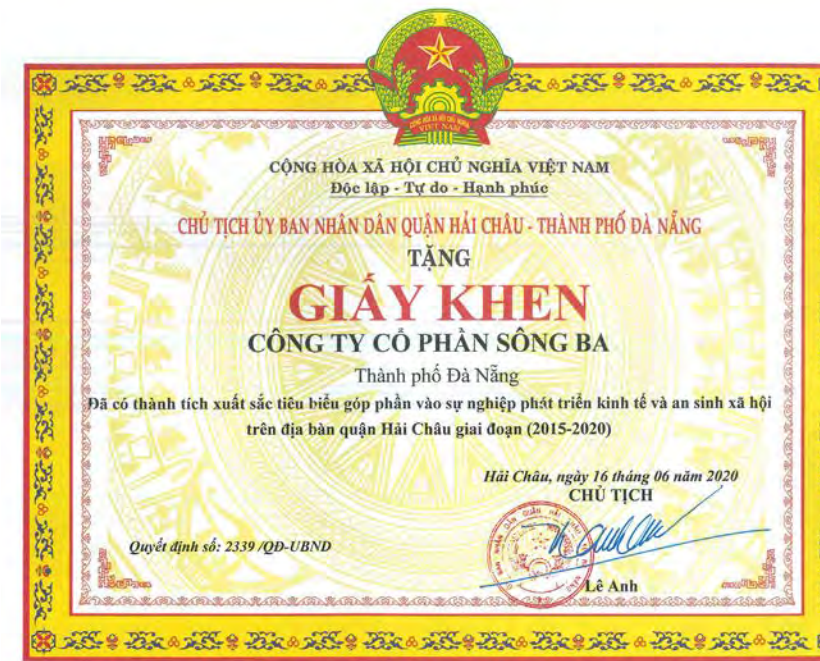 CỘNG HÒA XÃ HỘI CHỦ NGHĨA VIỆT NAM
Độc lập - Tự do - Hạnh phúc
CHỦ TỊCH ỦY BAN NHÂN DÂN QUẬN HẢI CHÂU - THÀNH PHỐ ĐÀ NẴNG
TẶNG
GIẤY KHEN
CÔNG TY CỔ PHẦN SÔNG BA
Thành phố Đà Nẵng
Đã có thành tích xuất sắc tiêu biểu góp phần vào sự nghiệp phát triển kinh tế và an sinh xã hội
trên địa bàn quận Hải Châu giai đoạn (2015-2020)
Hải Châu, ngày 16 tháng 06 năm 2020
CHỦ TỊCH
Quyết định số: 2339 /QĐ-UBND
Lê Anh